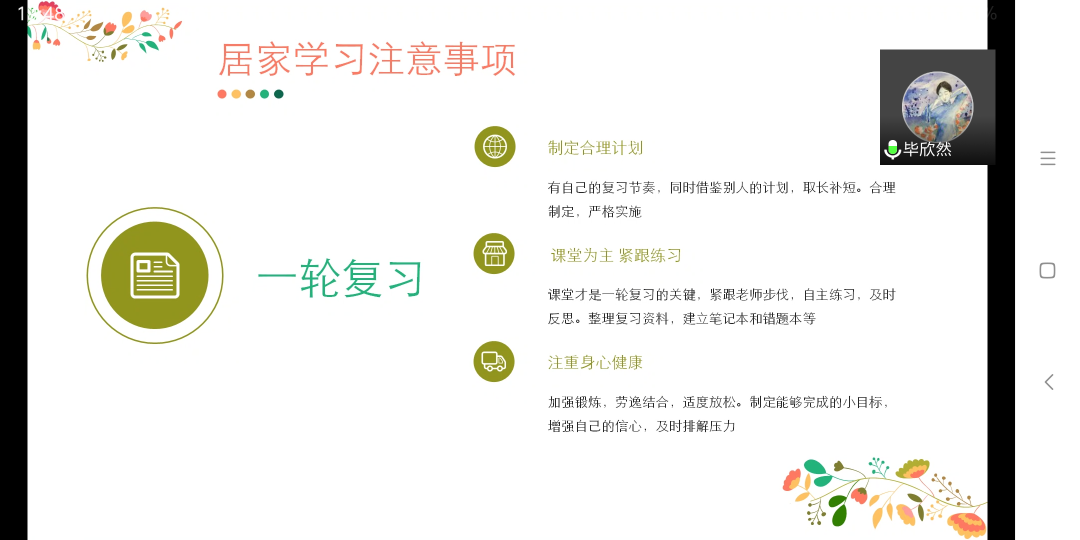 居家学习注意事项
毕欣然
制定合理计划
有自己的复习节奏，同时借鉴别人的计划，取长补短。合理
制定，严格实施
一轮复习
课堂为主 紧跟练习
课堂才是一轮复习的关键，紧跟老师步伐，自主练习，及时
反思。整理复习资料，建立笔记本和错题本等
注重身心健康
加强锻炼，劳逸结合，适度放松。制定能够完成的小目标，
增强自己的信心，及时排解压力